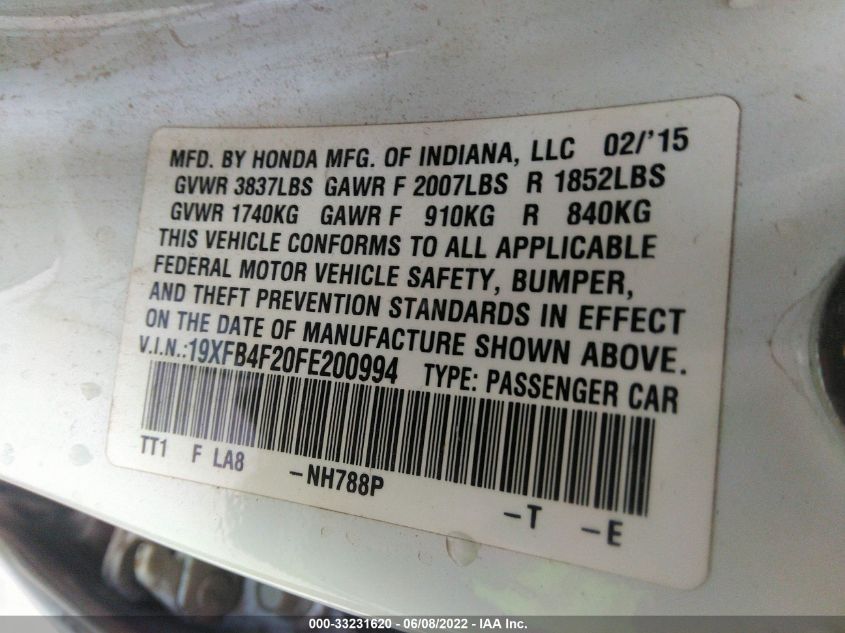 MFD. BY HONDA MFG. OF INDIANA, LLC 02/'15
GVWR 3837LBS GAWR F 2007LBS R 1852LBS
GVWR 1740KG GAWR F 910KG R 840KG
THIS VEHICLE CONFORMS TO ALL APPLICABLE
FEDERAL MOTOR VEHICLE SAFETY, BUMPER,
AND THEFT PREVENTION STANDARDS IN EFFECT
ON THE DATE OF MANUFACTURE SHOWN ABOVE.
V.I.N.:19XFB4F20FE200994 TYPE: PASSENGER CAR
TT1 F LA8 -NH788P -T -E
000-33231620 - 06/08/2022 - IAA Inc.